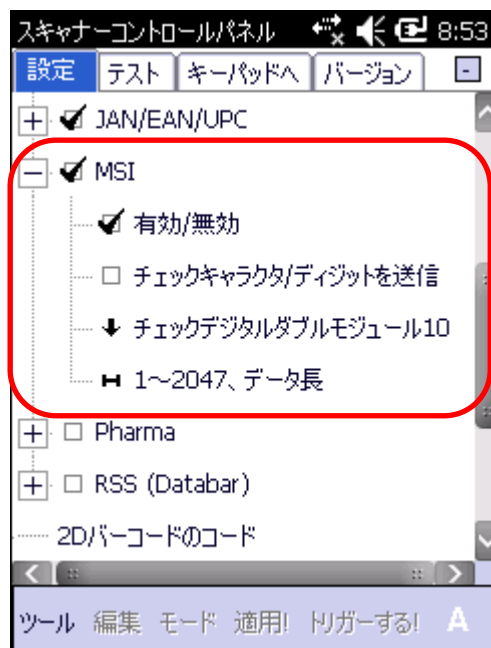 スキャナーコントロールパネル 8:53
設定 テスト キーパッドへ バージョン
JAN/EAN/UPC
MSI
有効/無効
チェックキャラクタ/ディジットを送信
チェックデジタルダブルモジュール10
1～2047、データ長
Pharma
RSS (Databar)
2Dバーコードのコード
ツール 編集 モード 適用! トリガーする! A